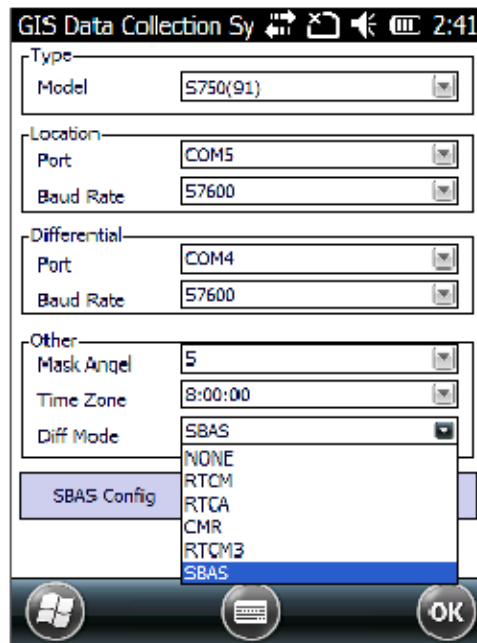 GIS Data Collection Sy 2:41
Type
Model S750(91)
Location
Port COM5
Baud Rate 57600
Differential
Port COM4
Baud Rate 57600
Other
Mask Angel 5
Time Zone 8:00:00
Diff Mode SBAS
NONE
RTCM
SBAS Config
RTCA
CMR
RTCM3
SBAS
OK